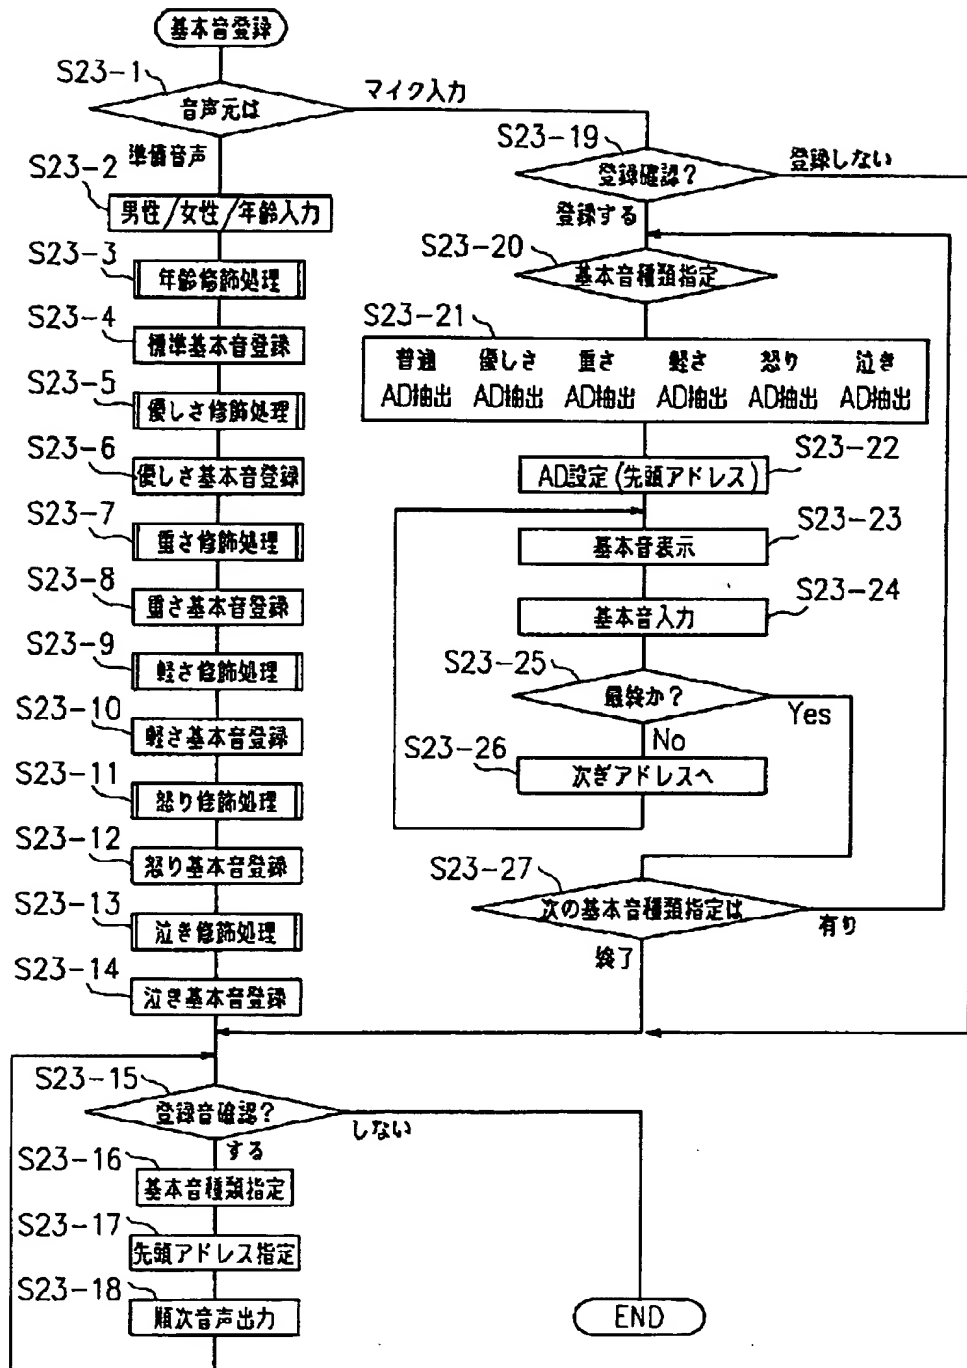 基本音登録
S23-1
音声元は
マイク入力
準備音声
S23-2
男性/女性/年齢入力
S23-3
年齢修飾処理
S23-4
標準基本音登録
S23-5
優しさ修飾処理
S23-6
優しさ基本音登録
S23-7
重さ修飾処理
S23-8
重さ基本音登録
S23-9
軽さ修飾処理
S23-10
軽さ基本音登録
S23-11
怒り修飾処理
S23-12
怒り基本音登録
S23-13
泣き修飾処理
S23-14
泣き基本音登録
S23-15
登録音確認?
しない
する
S23-16
基本音種類指定
S23-17
先頭アドレス指定
S23-18
順次音声出力
S23-19
登録確認?
登録しない
登録する
S23-20
基本音種類指定
S23-21
普通 優しさ 重さ 軽さ 怒り 泣き
AD抽出 AD抽出 AD抽出 AD抽出 AD抽出 AD抽出
S23-22
AD設定(先頭アドレス)
S23-23
基本音表示
S23-24
基本音入力
S23-25
最終か?
Yes
No
S23-26
次ぎアドレスへ
S23-27
次の基本音種類指定は
有り
終了
END